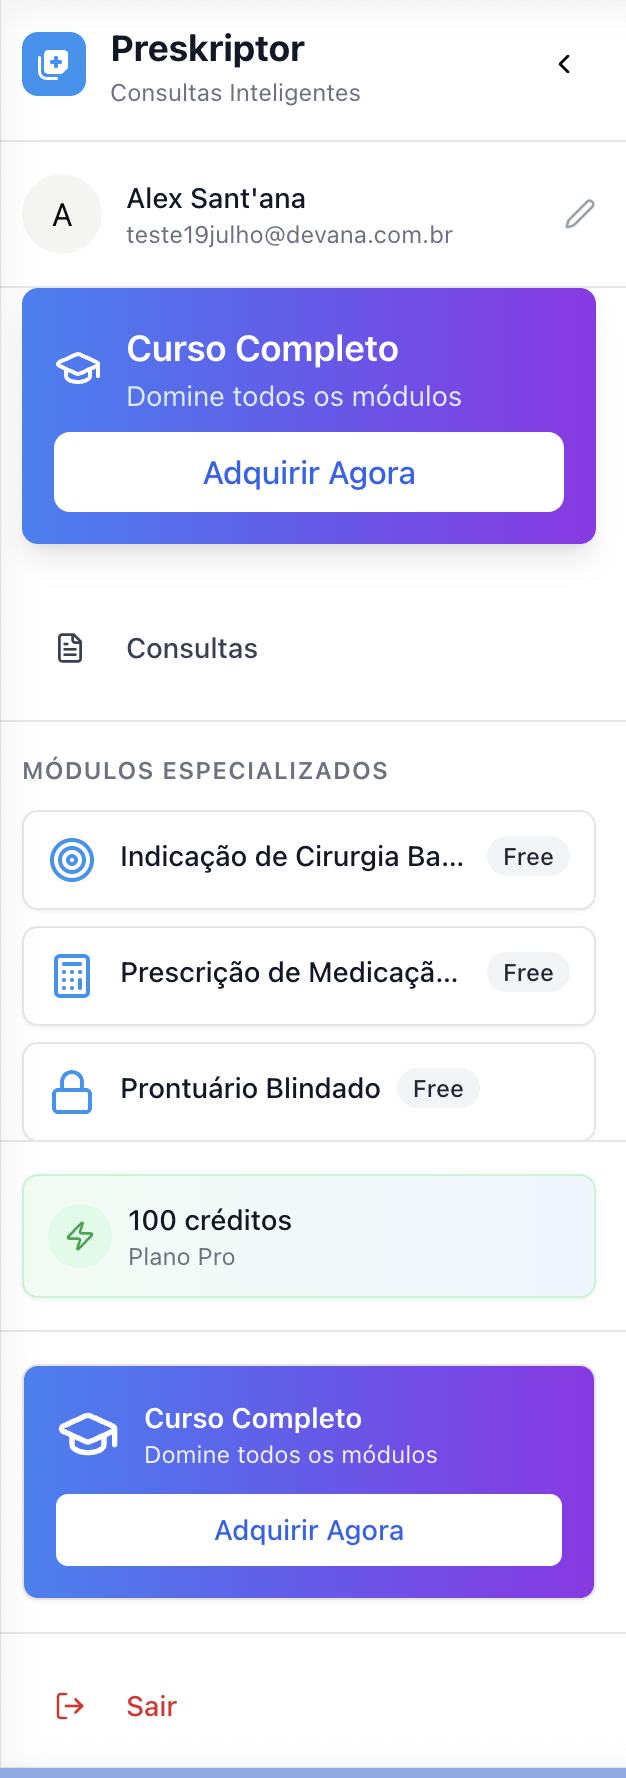 Preskriptor
Consultas Inteligentes
A
Alex Sant'ana
teste19julho@devana.com.br
Curso Completo
Domine todos os módulos
Adquirir Agora
Consultas
MÓDULOS ESPECIALIZADOS
Indicação de Cirurgia Ba... Free
Prescrição de Medicaçã... Free
Prontuário Blindado Free
100 créditos
Plano Pro
Curso Completo
Domine todos os módulos
Adquirir Agora
Sair